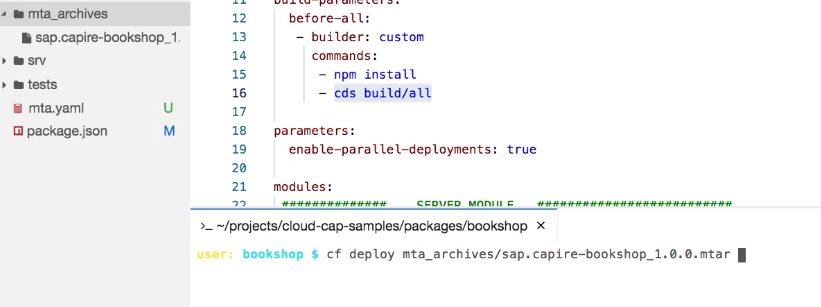 mta_archives
sap.capire-bookshop_1.
srv
tests
mta.yaml U
package.json M
11 build-parameters:
12 before-all:
13 - builder: custom
14 commands:
15 - npm install
16 - cds build/all
17
18 parameters:
19 enable-parallel-deployments: true
20
21 modules:
22 ############## SERVER MODULE ##########################
>_ ~/projects/cloud-cap-samples/packages/bookshop ×
user: bookshop $ cf deploy mta_archives/sap.capire-bookshop_1.0.0.mtar